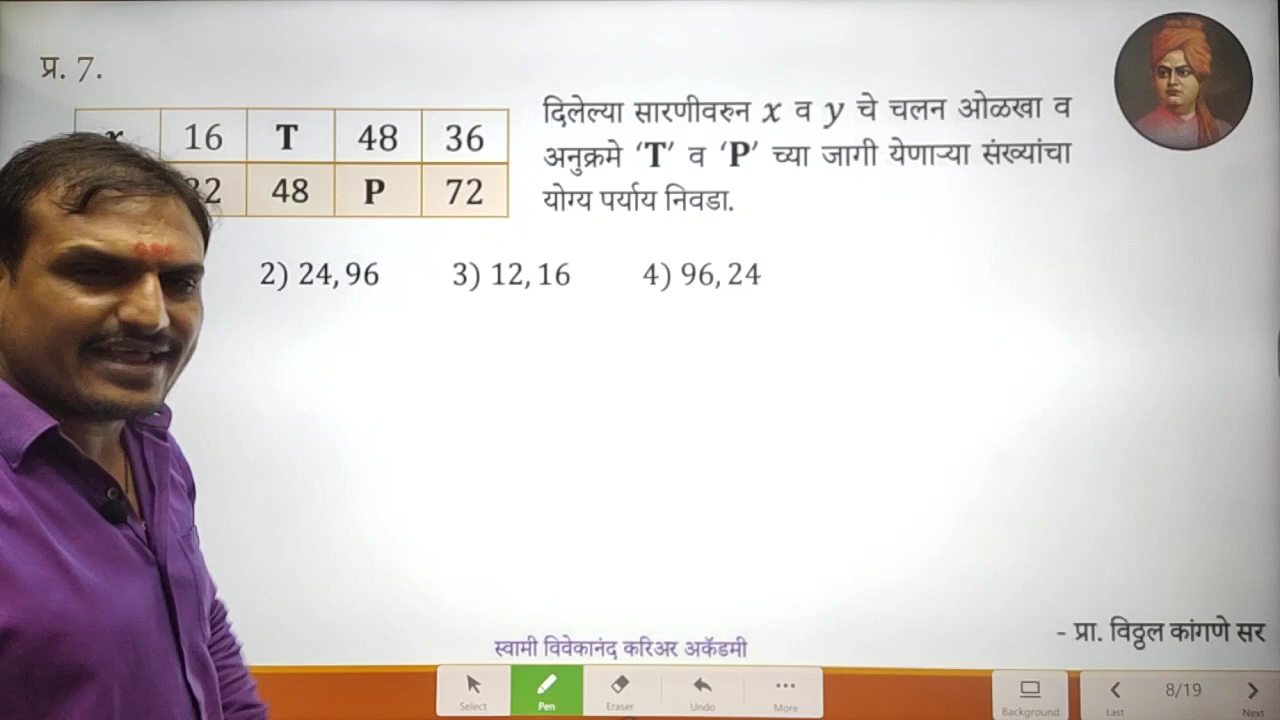 प्र. 7.
x 16 T 48 36
32 48 P 72
दिलेल्या सारणीवरुन x व y चे चलन ओळखा व
अनुक्रमे ‘T’ व ‘P’ च्या जागी येणाऱ्या संख्यांचा
योग्य पर्याय निवडा.
2) 24, 96 3) 12, 16 4) 96, 24
- प्रा. विठ्ठल कांगणे सर
स्वामी विवेकानंद करिअर अकॅडमी
Select Pen Eraser Undo More
Background
8/19
Last Next